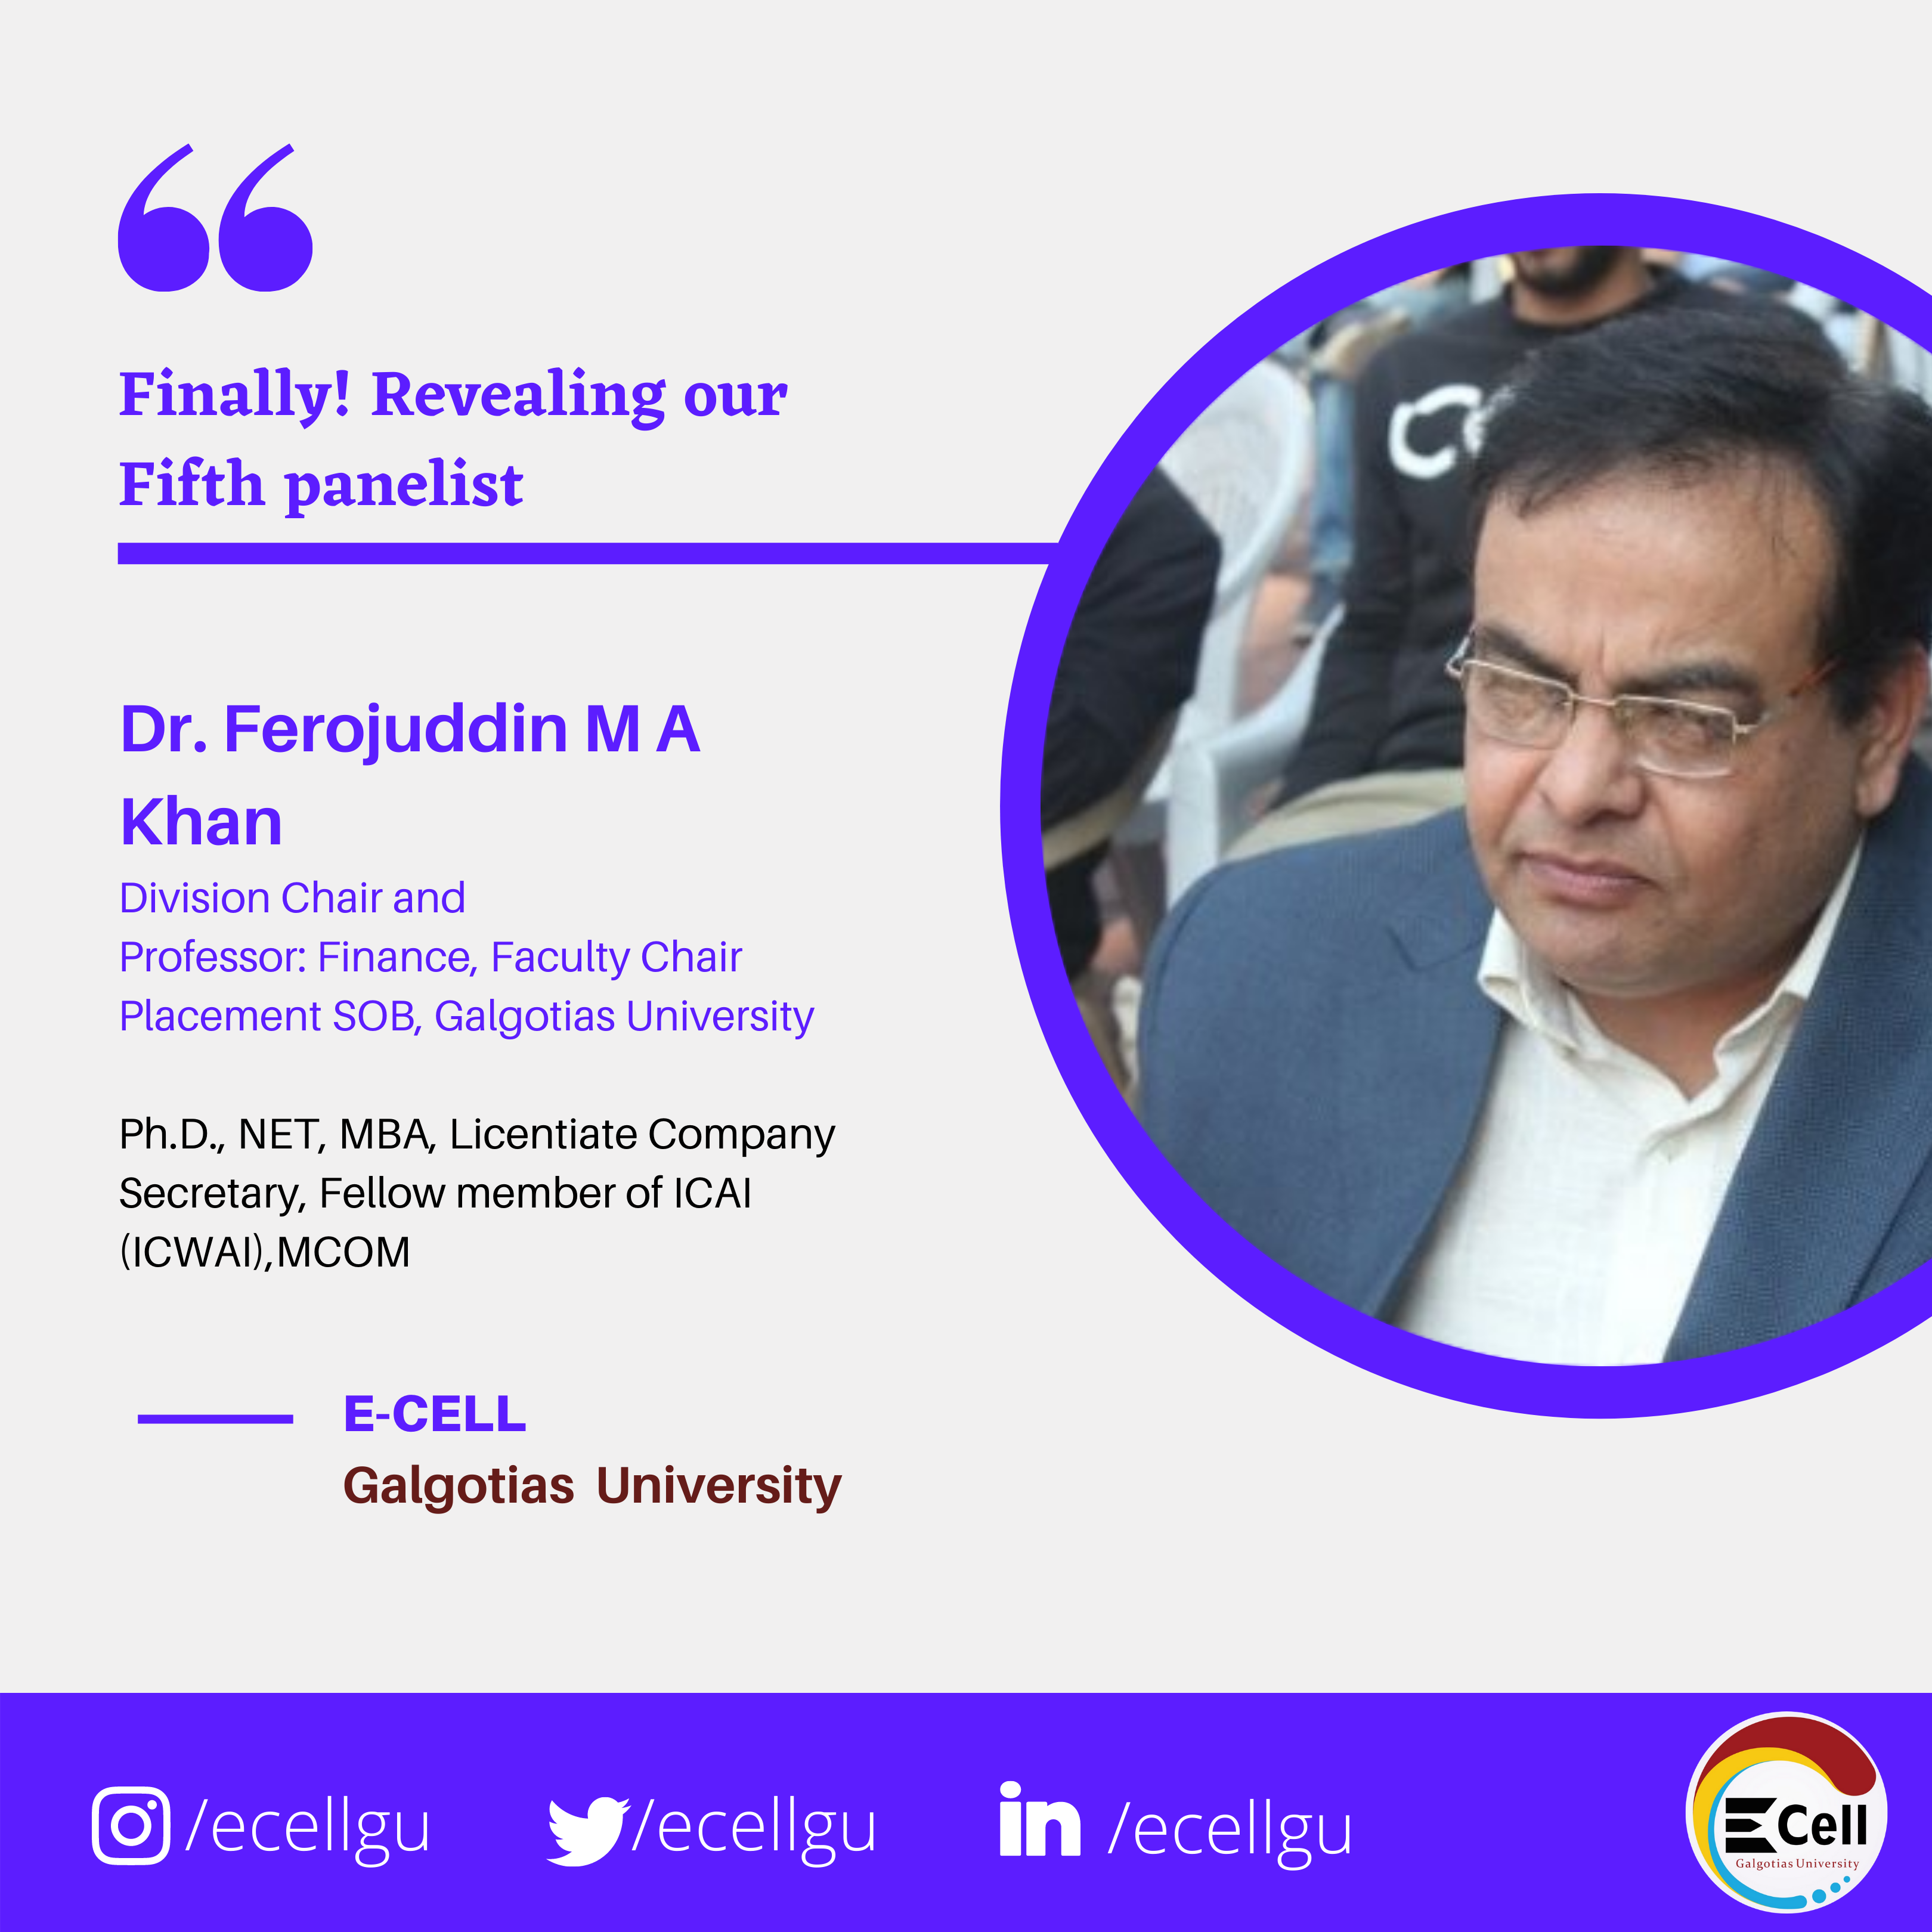 Finally! Revealing our
Fifth panelist
Dr. Ferojuddin M A
Khan
Division Chair and
Professor: Finance, Faculty Chair
Placement SOB, Galgotias University
Ph.D., NET, MBA, Licentiate Company
Secretary, Fellow member of ICAI
(ICWAI),MCOM
E-CELL
Galgotias University
/ecellgu /ecellgu /ecellgu
ECell
Galgotias University